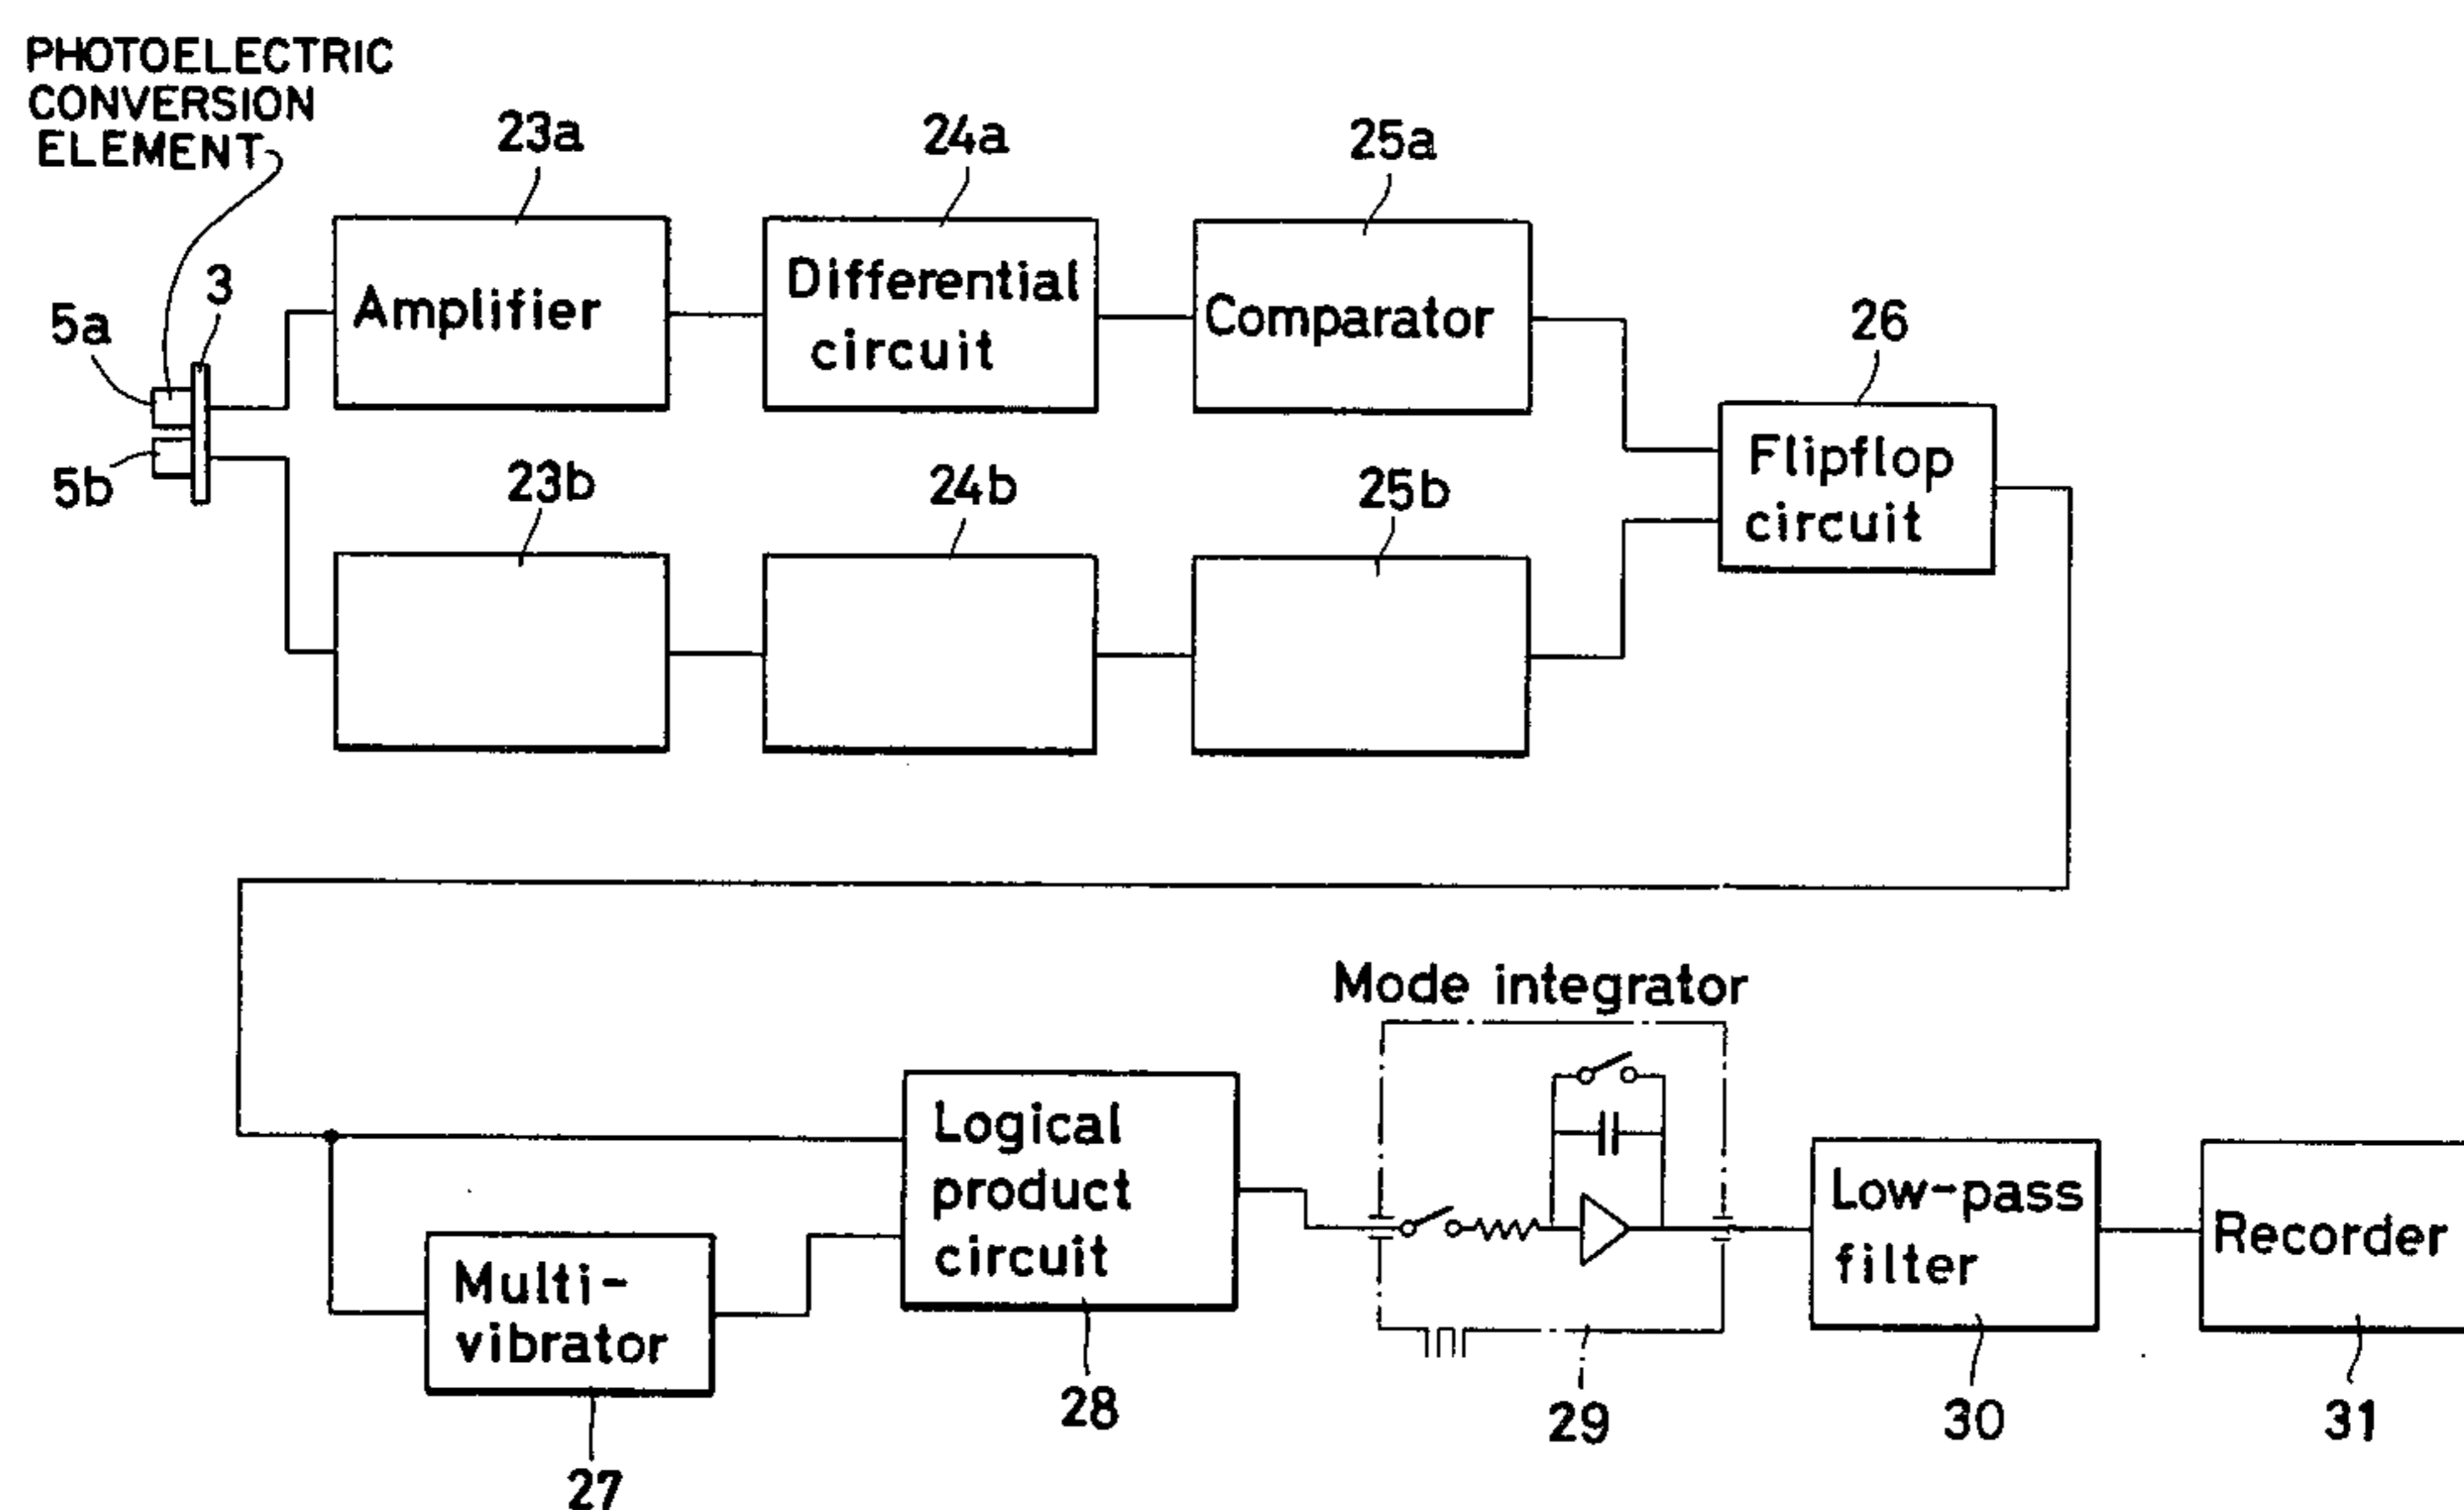 PHOTOELECTRIC
CONVERSION
ELEMENT
23a
24a
25a
3
5a
26
Amplifier
Differential
circuit
Comparator
Flipflop
circuit
5b
23b
24b
25b
Mode integrator
Logical
product
circuit
Low-pass
filter
Recorder
Multi-
vibrator
28
29
30
31
27